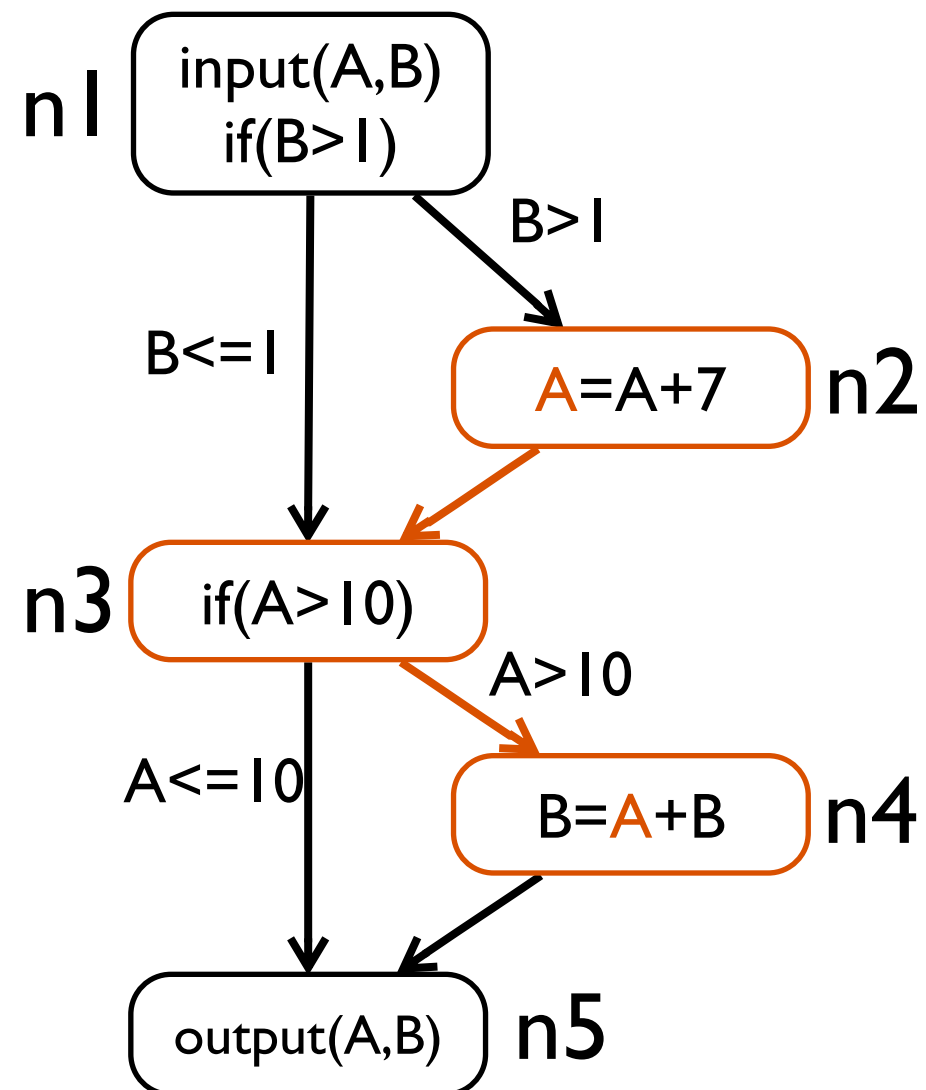 input(A,B)
n1
if(B>1)
B>1
B<=1
A=A+7
n2
n3
if(A>10)
A>10
A<=10
B=A+B
n4
output(A,B)
n5